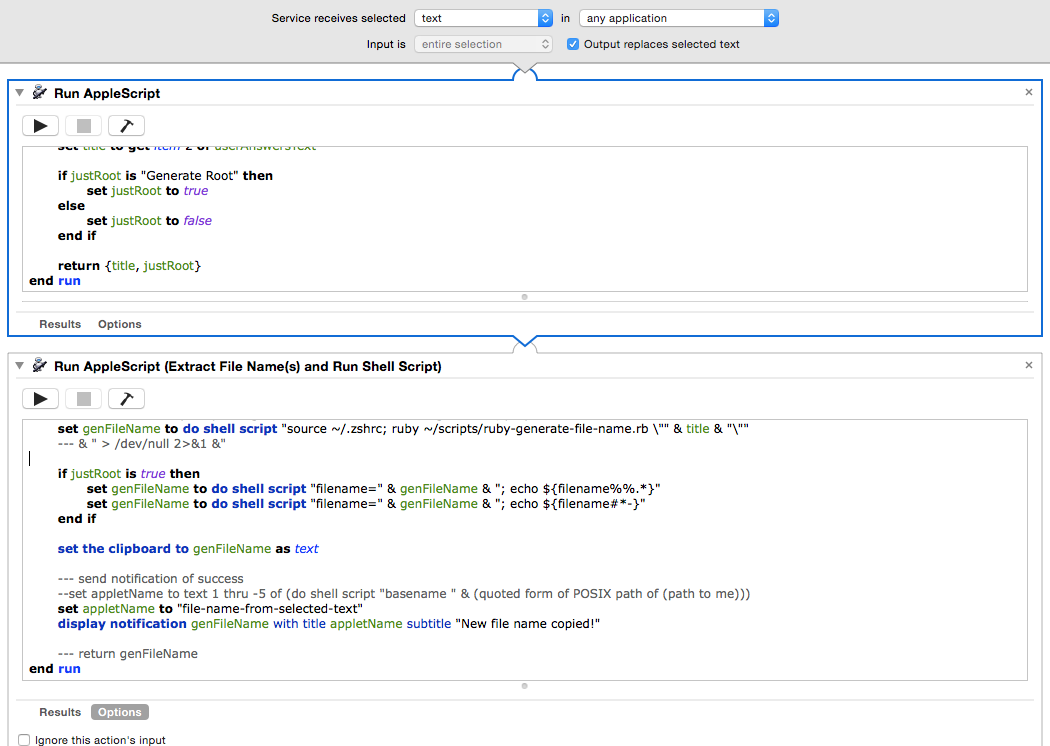 Service receives selected text in any application
Input is entire selection Output replaces selected text
Run AppleScript
set title to get item 2 of userAnswersText
if justRoot is "Generate Root" then
set justRoot to true
else
set justRoot to false
end if
return {title, justRoot}
end run
Results Options
Run AppleScript (Extract File Name(s) and Run Shell Script)
set genFileName to do shell script "source ~/.zshrc; ruby ~/scripts/ruby-generate-file-name.rb \"" & title & "\""
--- & " > /dev/null 2>&1 &"
if justRoot is true then
set genFileName to do shell script "filename=" & genFileName & "; echo ${filename%%.*}"
set genFileName to do shell script "filename=" & genFileName & "; echo ${filename#*-}"
end if
set the clipboard to genFileName as text
--- send notification of success
--set appletName to text 1 thru -5 of (do shell script "basename " & (quoted form of POSIX path of (path to me)))
set appletName to "file-name-from-selected-text"
display notification genFileName with title appletName subtitle "New file name copied!"
--- return genFileName
end run
Results Options
Ignore this action's input